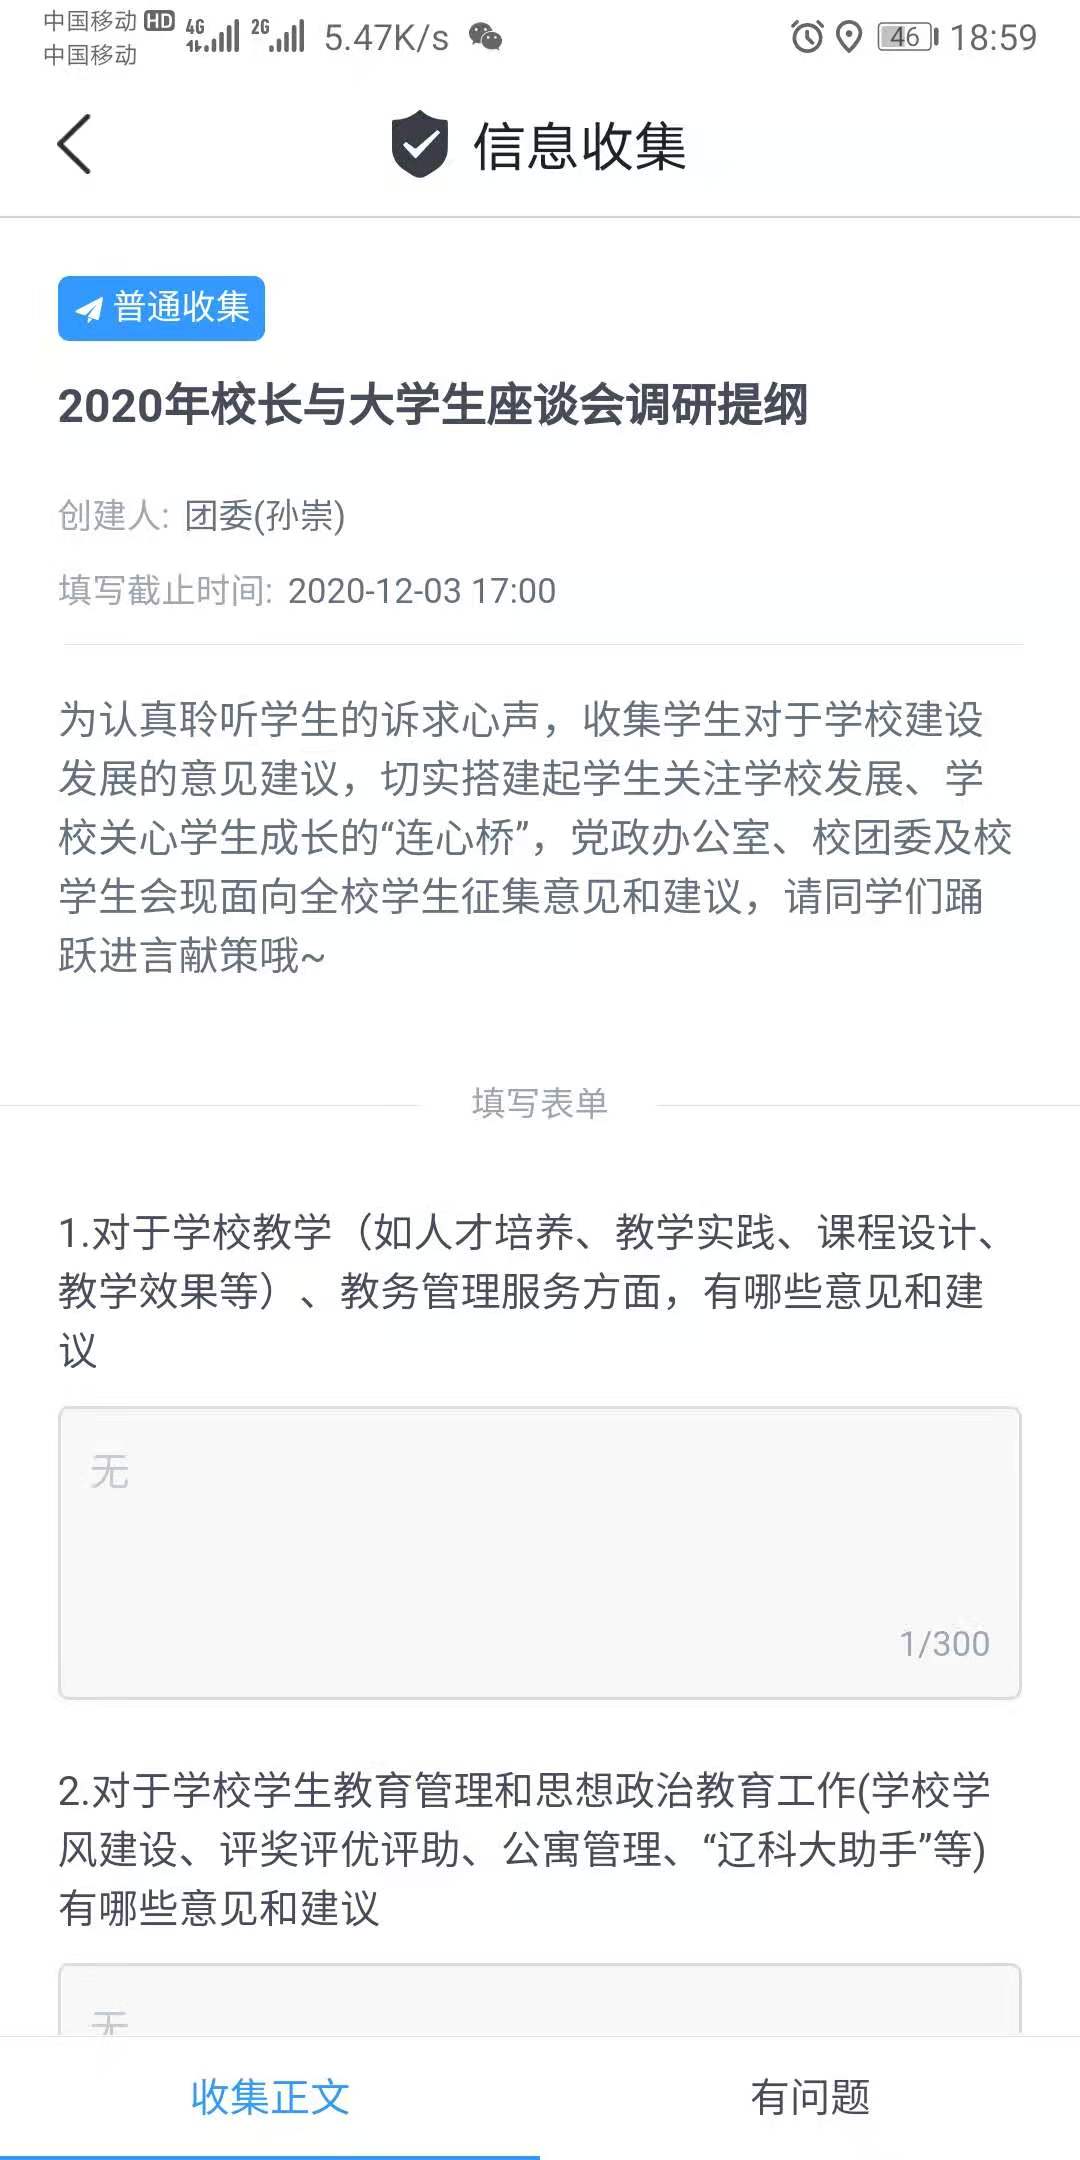 中国移动 HD 4G 2G 5.47K/s 46 18:59
中国移动
信息收集
普通收集
2020年校长与大学生座谈会调研提纲
创建人: 团委(孙崇)
填写截止时间: 2020-12-03 17:00
为认真聆听学生的诉求心声，收集学生对于学校建设
发展的意见建议，切实搭建起学生关注学校发展、学
校关心学生成长的“连心桥”，党政办公室、校团委及校
学生会现面向全校学生征集意见和建议，请同学们踊
跃进言献策哦~
填写表单
1.对于学校教学（如人才培养、教学实践、课程设计、
教学效果等）、教务管理服务方面，有哪些意见和建
议
无
1/300
2.对于学校学生教育管理和思想政治教育工作(学校学
风建设、评奖评优评助、公寓管理、“辽科大助手”等)
有哪些意见和建议
无
收集正文 有问题